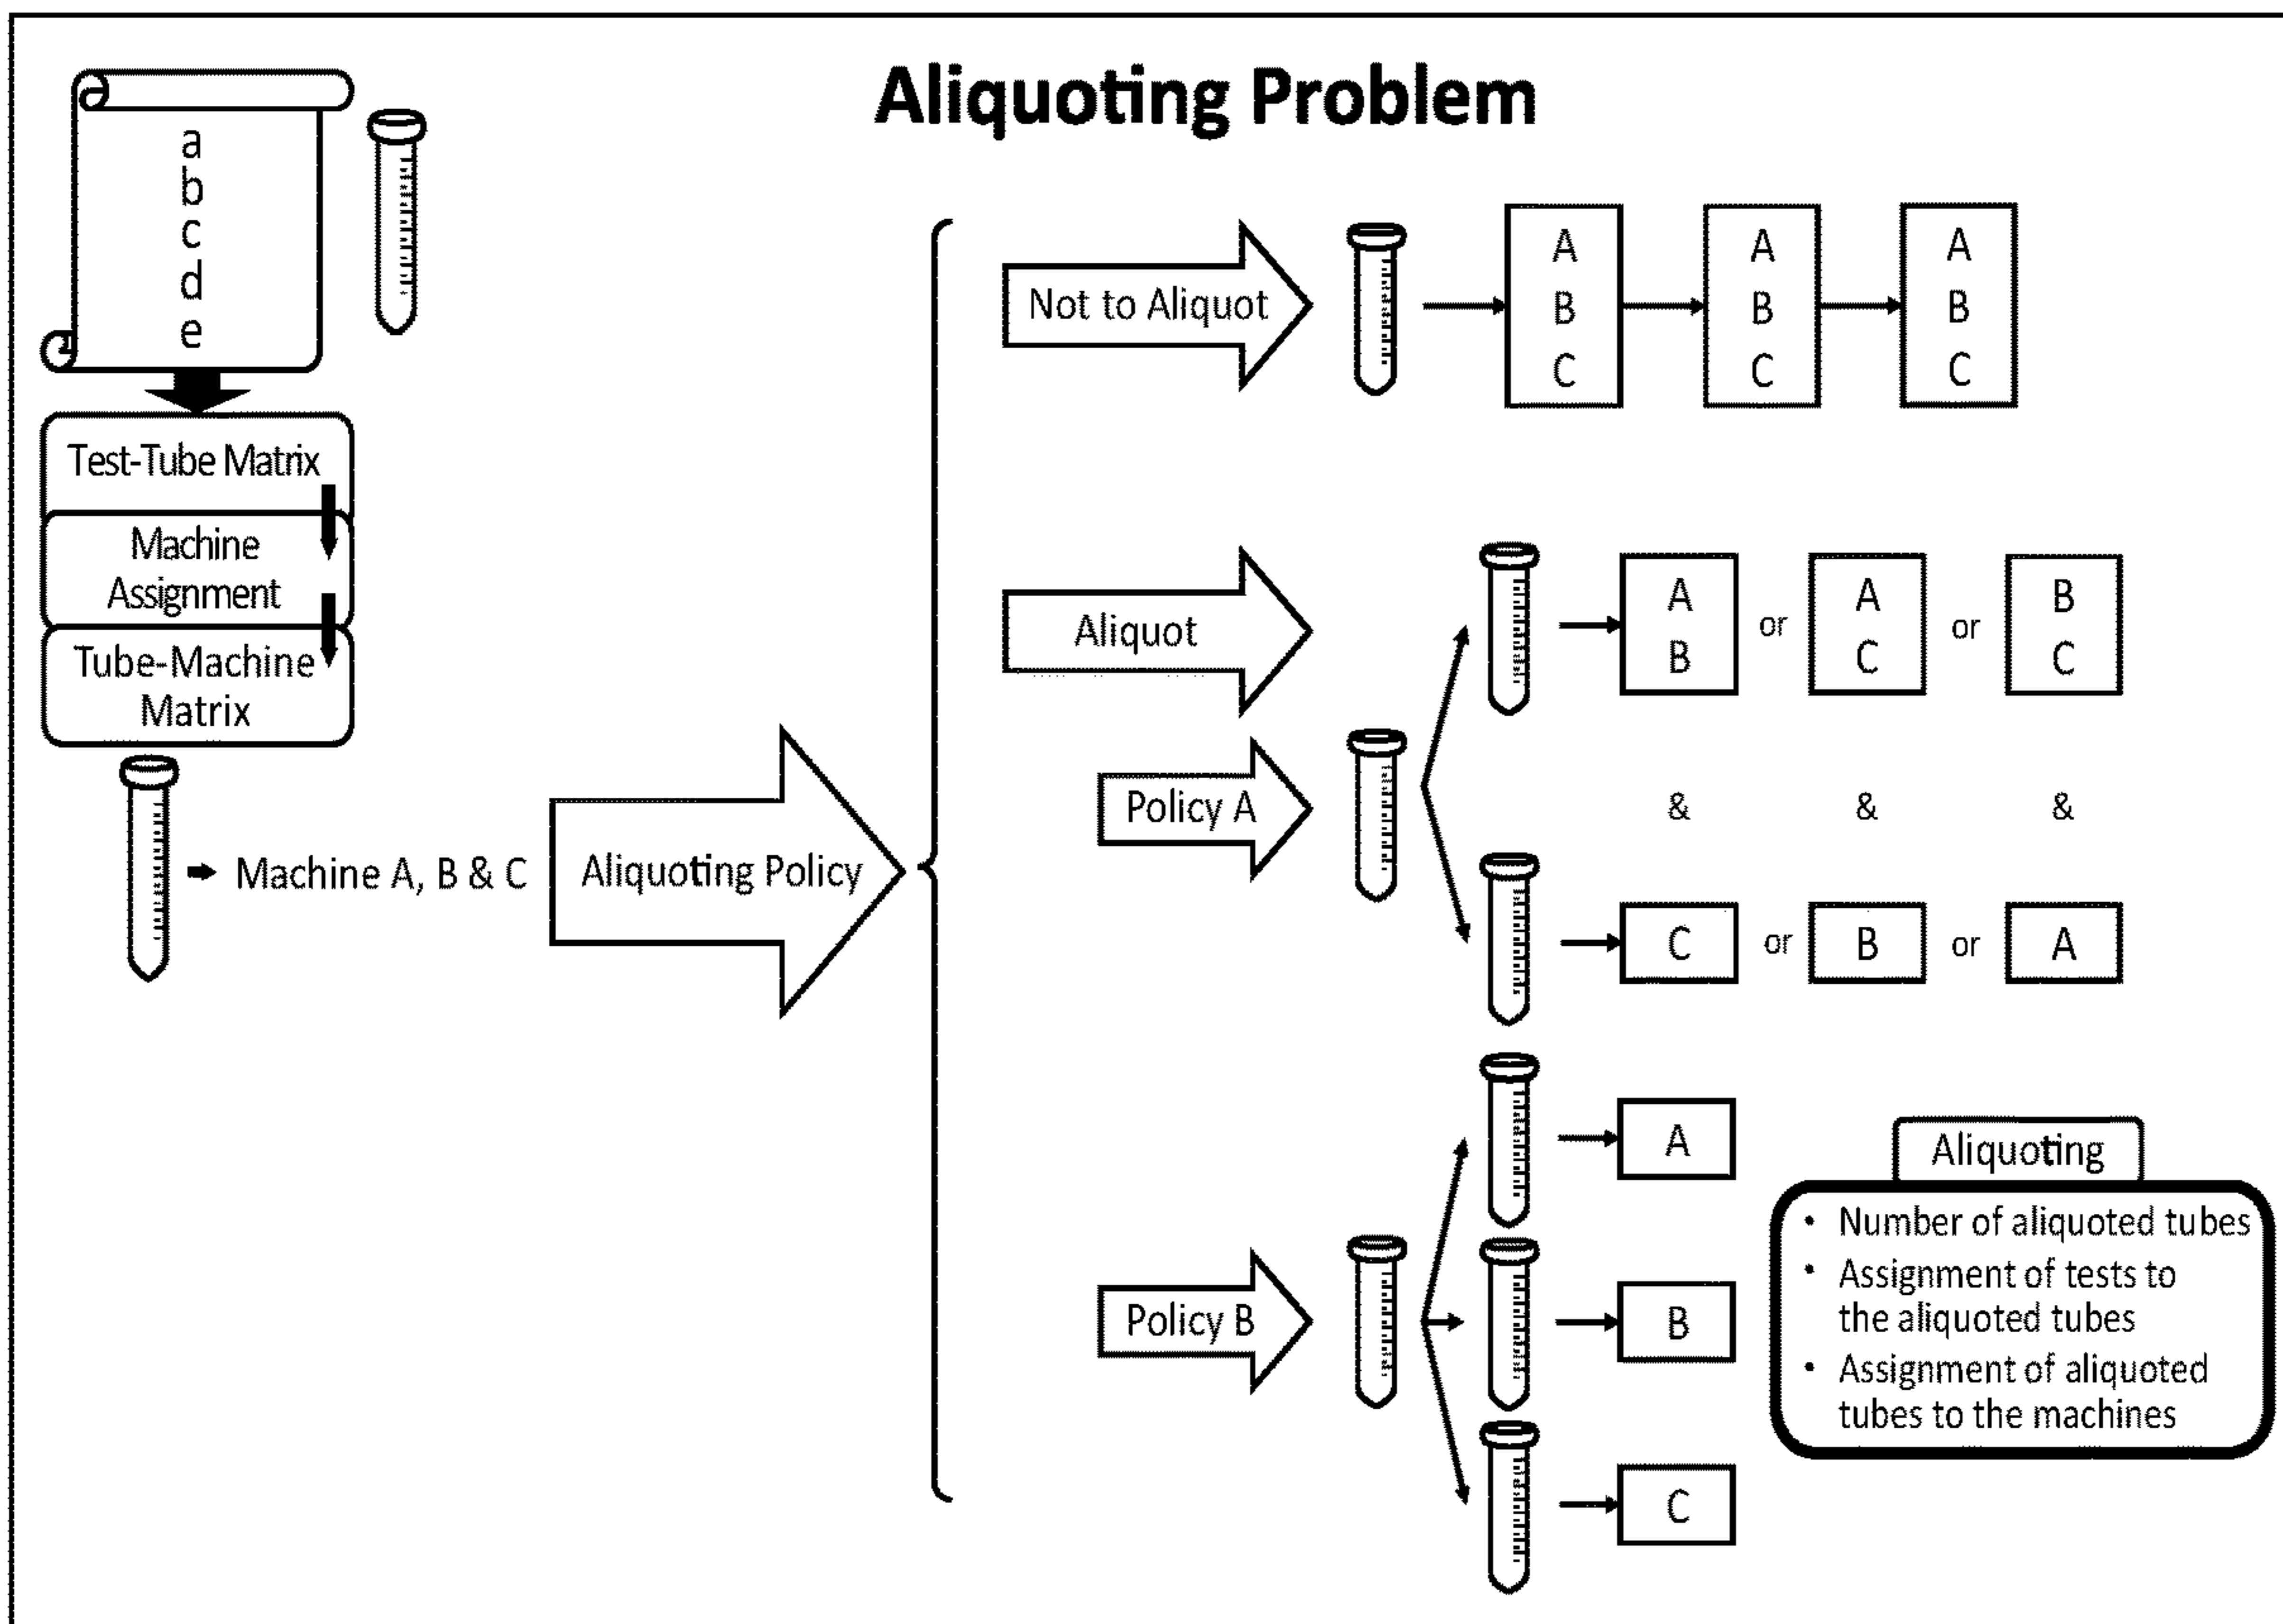 Aliquoting Problem
a
b
c
d
e
Test-Tube Matrix
Machine
Assignment
Tube-Machine
Matrix
Machine A, B & C
Aliquoting Policy
Not to Aliquot
A
B
C
A
B
C
A
B
C
Aliquot
A
B
or
A
C
or
B
C
Policy A
&
&
&
C
or
B
or
A
Policy B
A
B
C
Aliquoting
• Number of aliquoted tubes
• Assignment of tests to
the aliquoted tubes
• Assignment of aliquoted
tubes to the machines